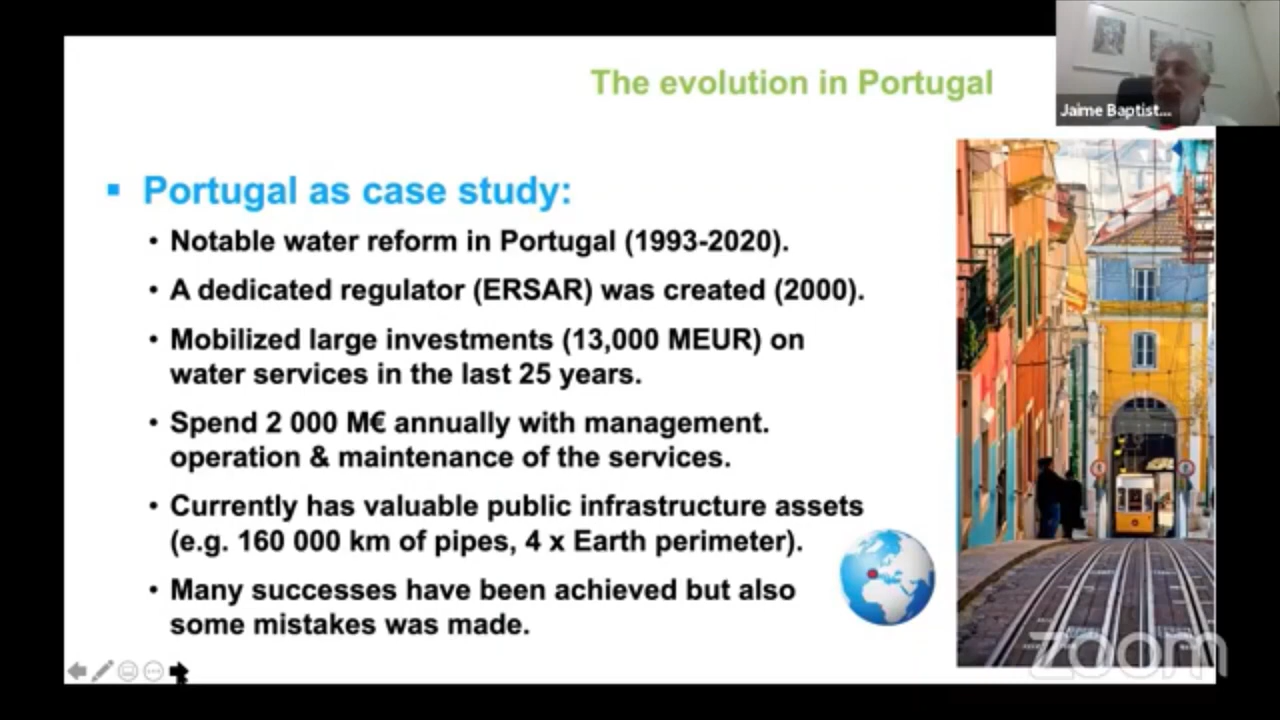 The evolution in Portugal
Jaime Baptist...
▪ Portugal as case study:
• Notable water reform in Portugal (1993-2020).
• A dedicated regulator (ERSAR) was created (2000).
• Mobilized large investments (13,000 MEUR) on
water services in the last 25 years.
• Spend 2 000 M€ annually with management.
operation & maintenance of the services.
• Currently has valuable public infrastructure assets
(e.g. 160 000 km of pipes, 4 x Earth perimeter).
• Many successes have been achieved but also
some mistakes was made.
zoom